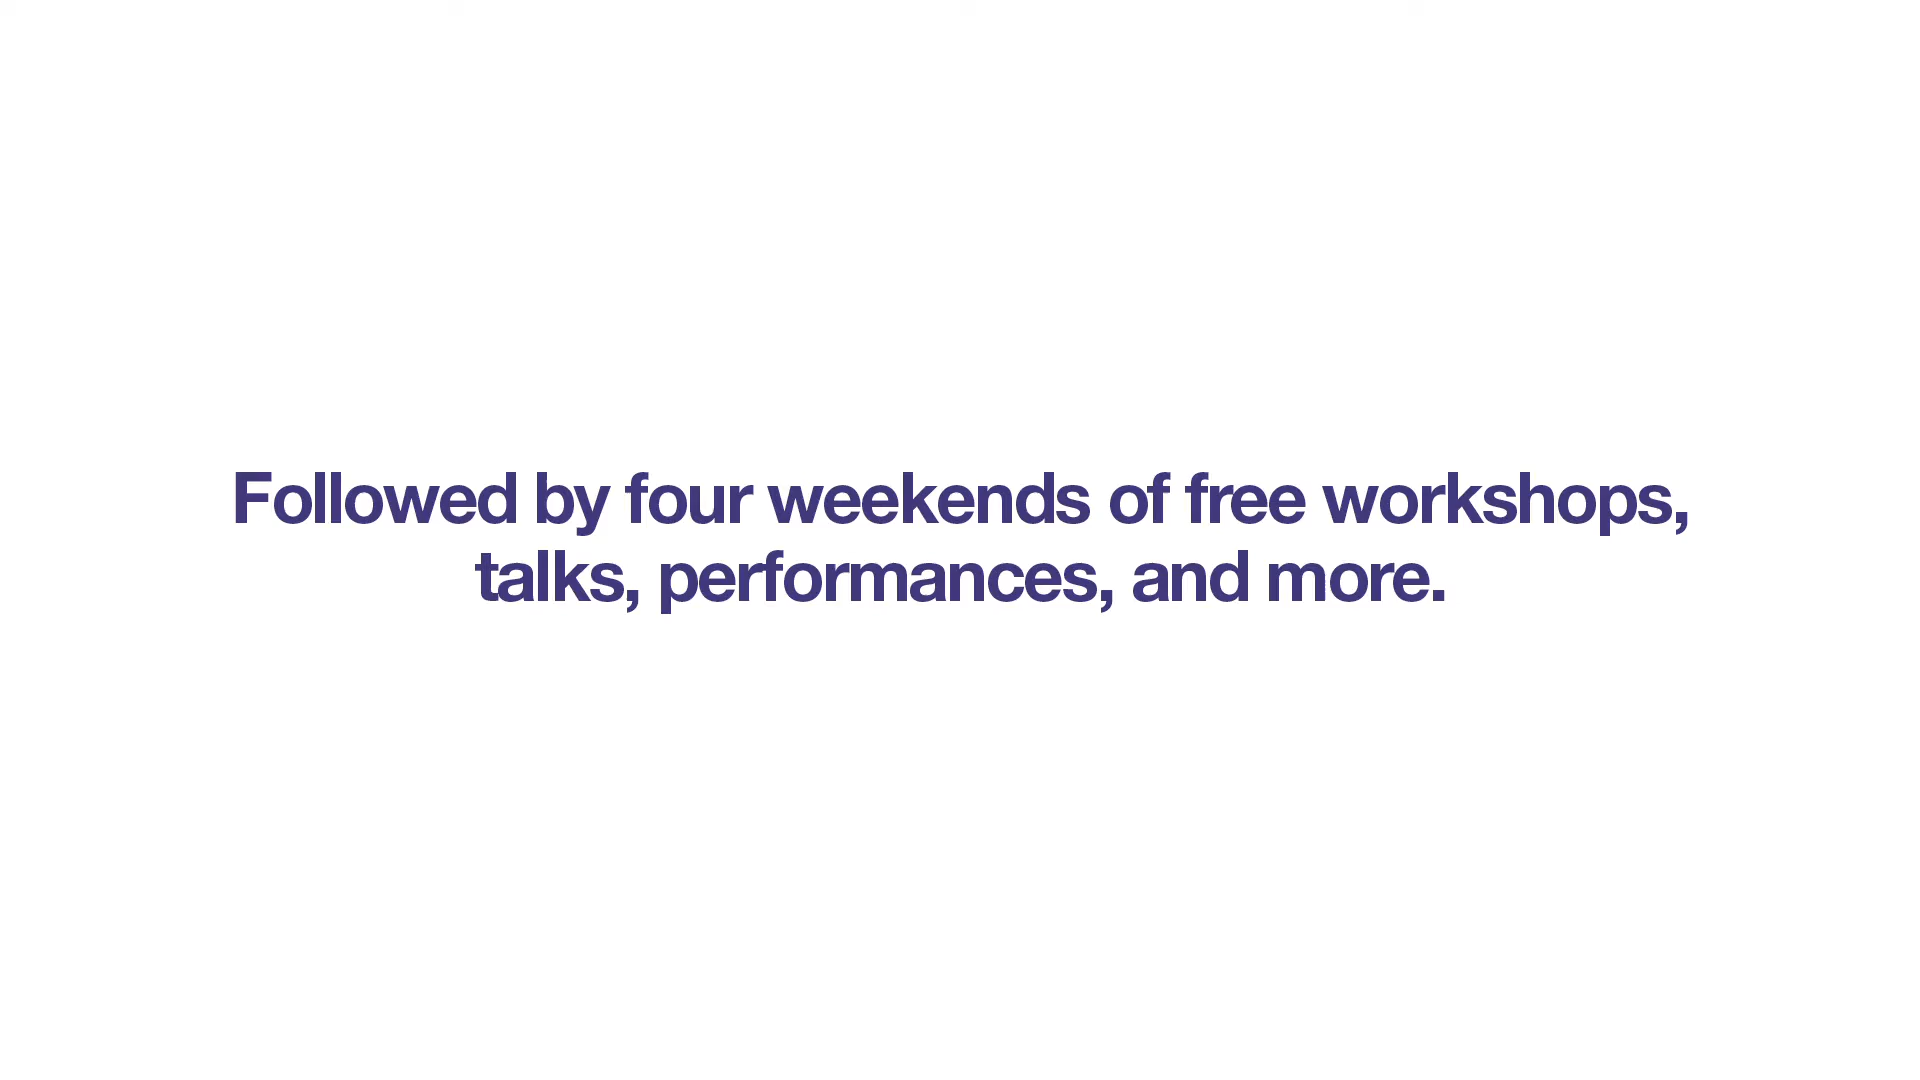 Followed by four weekends of free workshops,
talks, performances, and more.